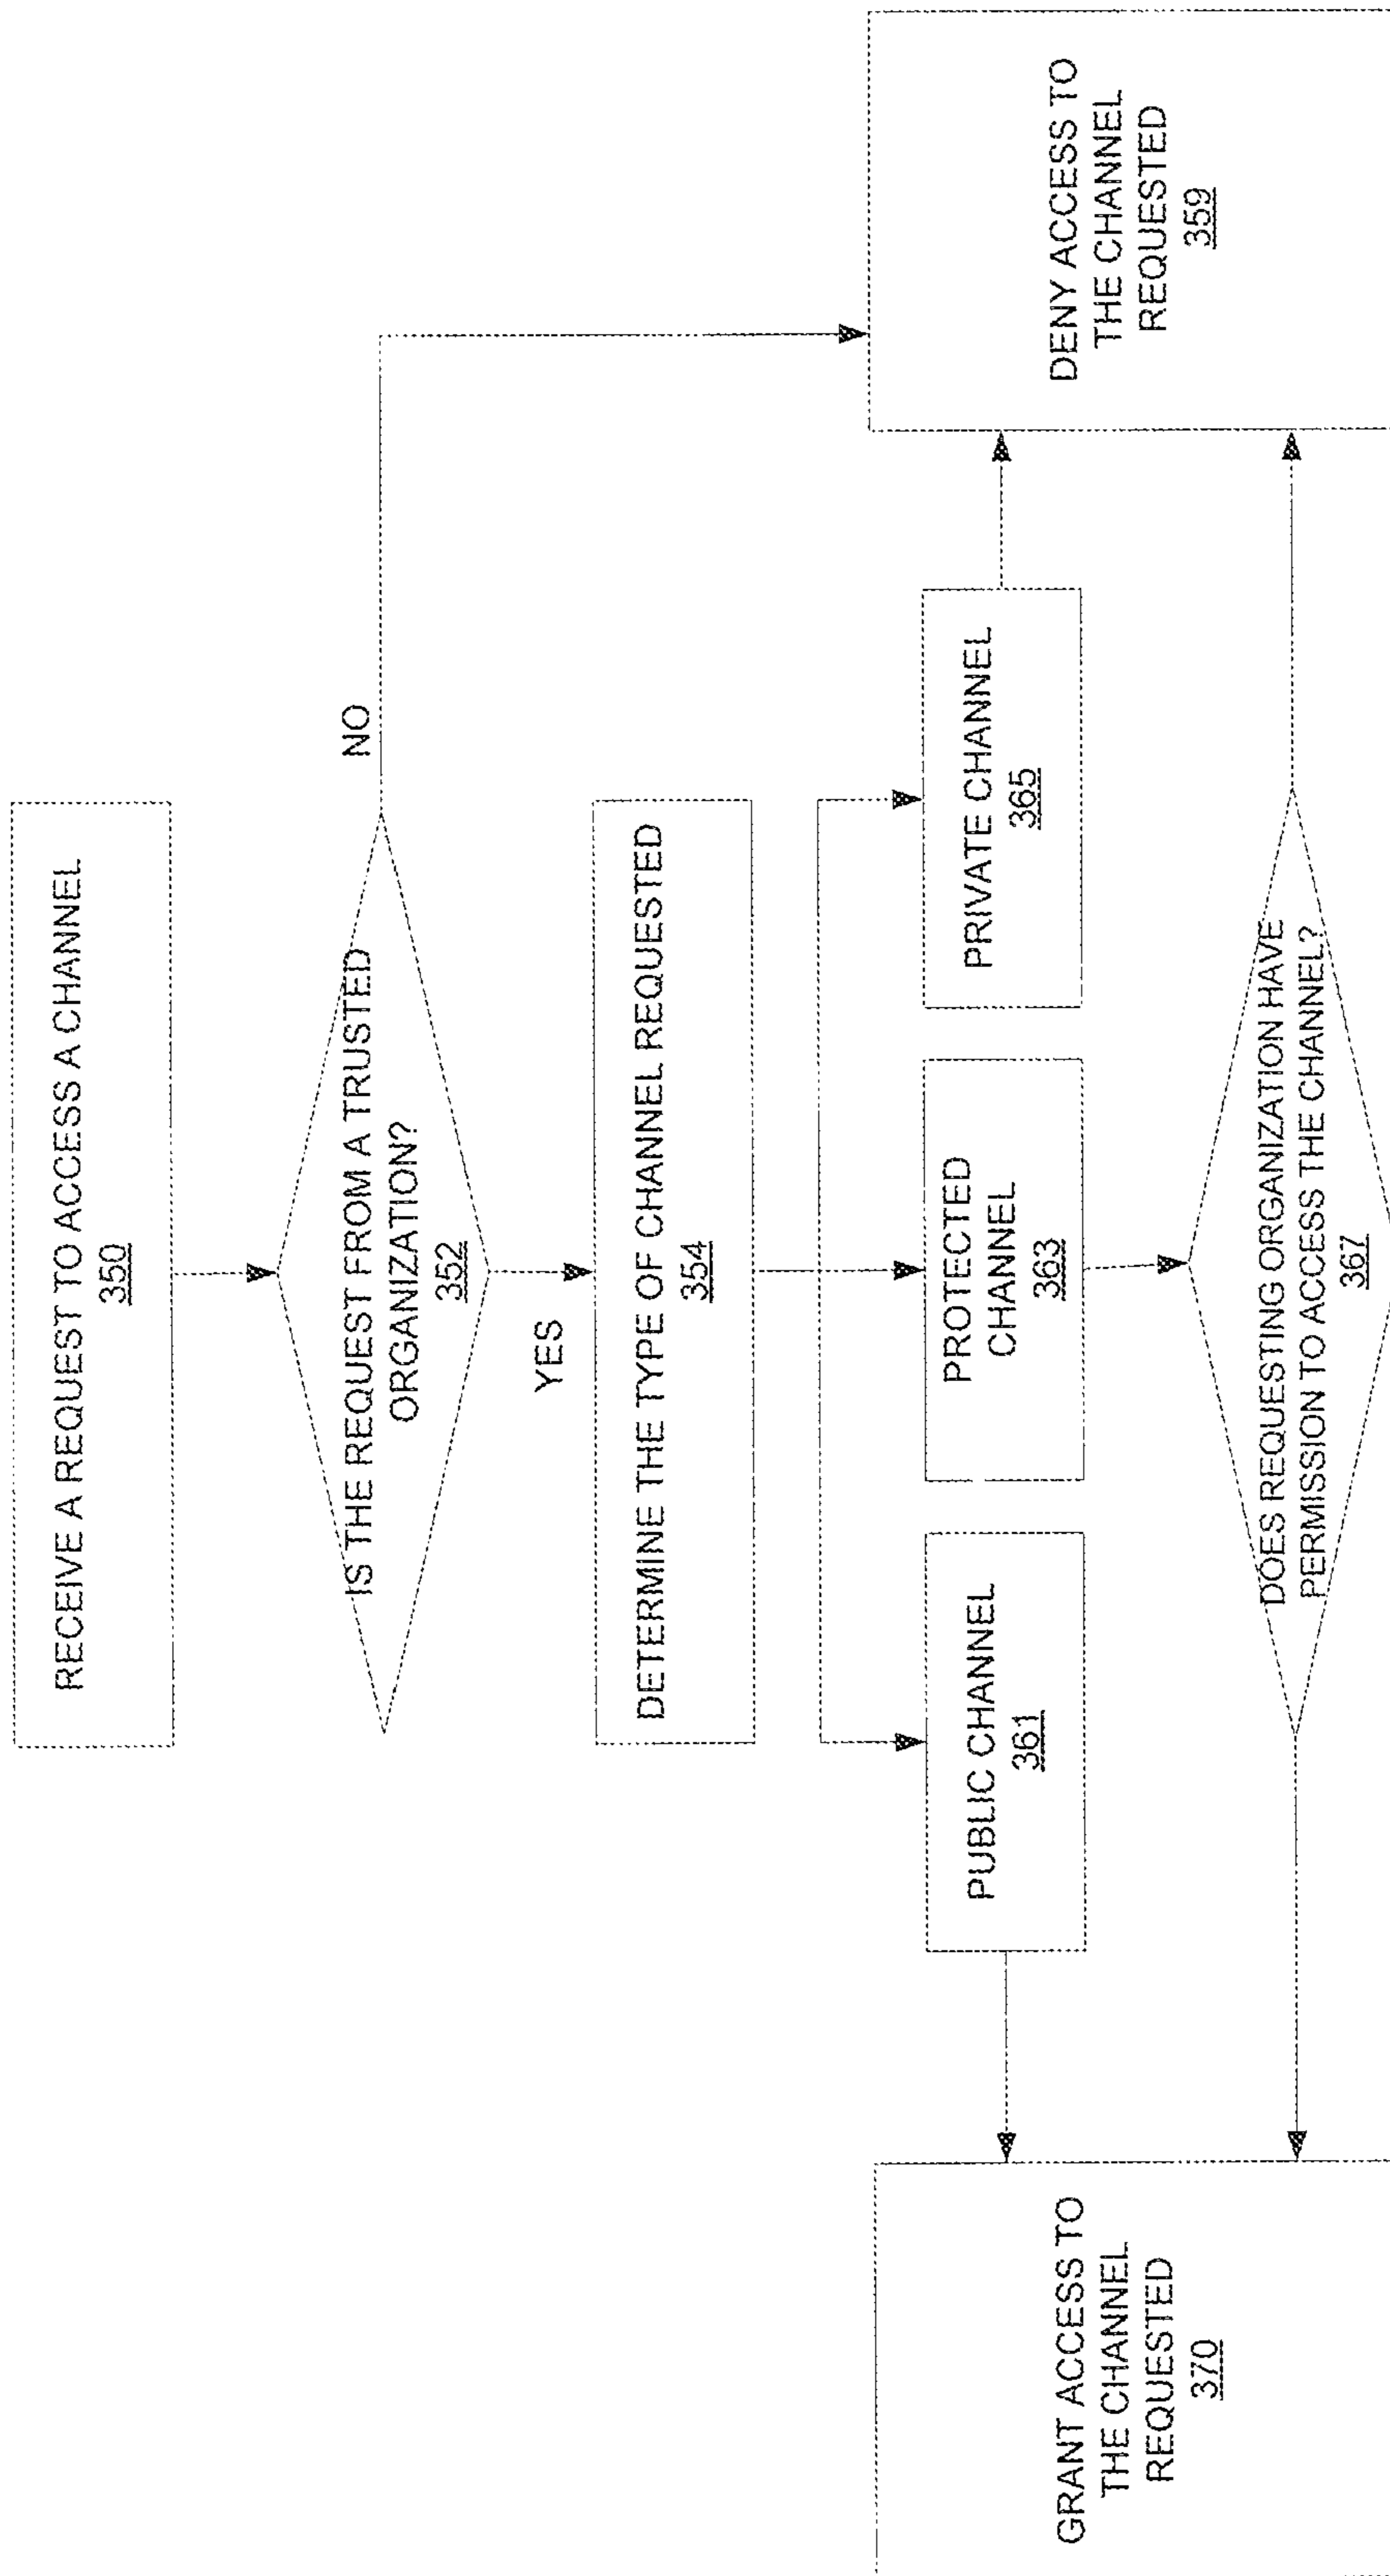 RECEIVE A REQUEST TO ACCESS A CHANNEL
350
IS THE REQUEST FROM A TRUSTED
ORGANIZATION?
352
NO
YES
DETERMINE THE TYPE OF CHANNEL REQUESTED
354
PUBLIC CHANNEL
361
PROTECTED
CHANNEL
363
PRIVATE CHANNEL
365
DOES REQUESTING ORGANIZATION HAVE
PERMISSION TO ACCESS THE CHANNEL?
367
GRANT ACCESS TO
THE CHANNEL
REQUESTED
370
DENY ACCESS TO
THE CHANNEL
REQUESTED
359